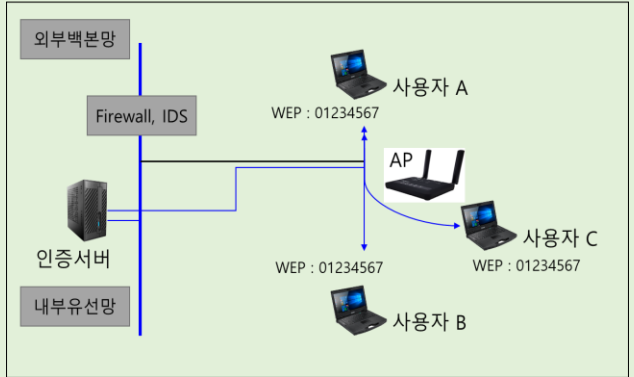 외부백본망
사용자 A
WEP : 01234567
Firewall, IDS
AP
사용자 C
WEP : 01234567
인증서버
WEP : 01234567
내부유선망
사용자 B